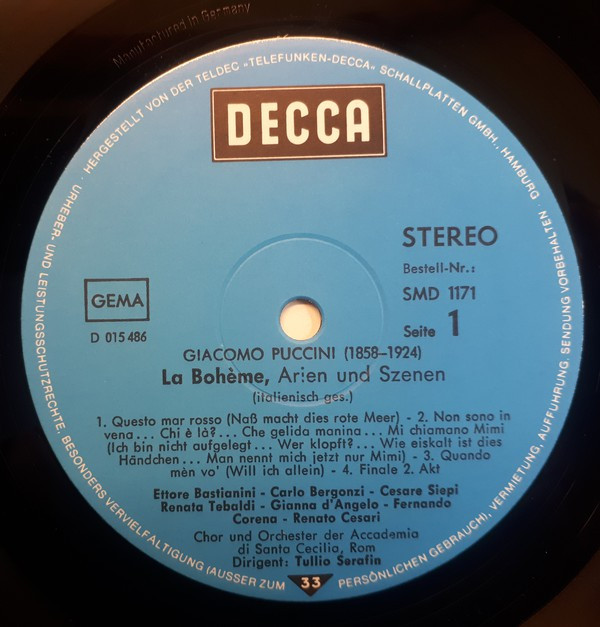 Manufactured in Germany
HERGESTELLT VON DER TELDEC »TELEFUNKEN-DECCA« SCHALLPLATTEN GMBH., HAMBURG ·
URHEBER- UND LEISTUNGSSCHUTZRECHTE, BESONDERS VERVIELFÄLTIGUNG (AUSSER ZUM PERSÖNLICHEN GEBRAUCH), VERMIETUNG, AUFFÜHRUNG, SENDUNG VORBEHALTEN
DECCA
STEREO
Bestell-Nr.:
SMD 1171
Seite 1
GEMA
D 015 486
GIACOMO PUCCINI (1858–1924)
La Bohème, Arien und Szenen
(italienisch ges.)
1. Questo mar rosso (Naß macht dies rote Meer) - 2. Non sono in
vena... Chi è là?... Che gelida manina... Mi chiamano Mimi
(Ich bin nicht aufgelegt... Wer klopft?... Wie eiskalt ist dies
Händchen... Man nennt mich jetzt nur Mimi) - 3. Quando
mèn vo' (Will ich allein) - 4. Finale 2. Akt
Ettore Bastianini - Carlo Bergonzi - Cesare Siepi
Renata Tebaldi - Gianna d'Angelo - Fernando
Corena - Renato Cesari
Chor und Orchester der Accademia
di Santa Cecilia, Rom
Dirigent: Tullio Serafin
33